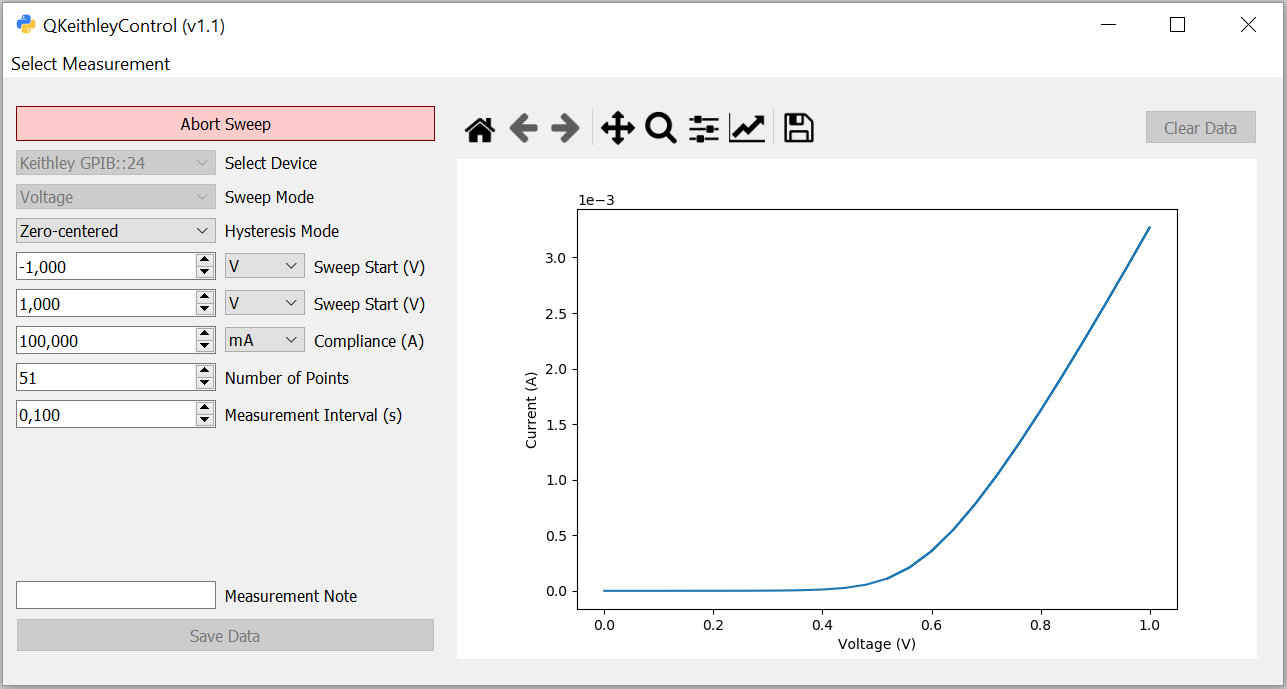 QKeithleyControl (v1.1)
Select Measurement
Abort Sweep
Keithley GPIB::24 Select Device
Voltage Sweep Mode
Zero-centered Hysteresis Mode
-1,000 V Sweep Start (V)
1,000 V Sweep Start (V)
100,000 mA Compliance (A)
51 Number of Points
0,100 Measurement Interval (s)
Measurement Note
Save Data
Clear Data
1e−3
3.0
2.5
2.0
1.5
1.0
0.5
0.0
Current (A)
0.0 0.2 0.4 0.6 0.8 1.0
Voltage (V)